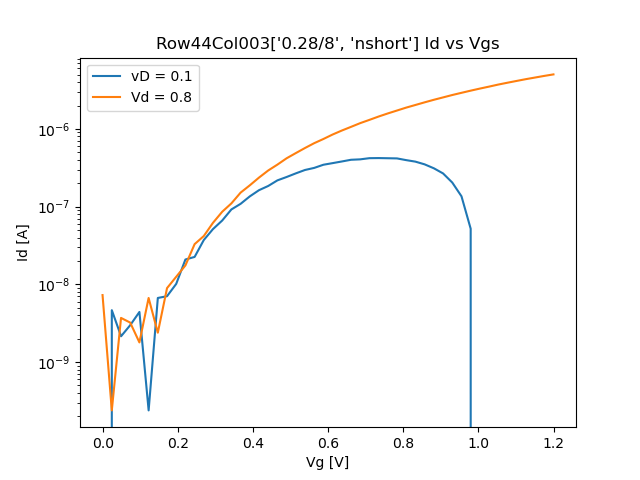 Row44Col003['0.28/8', 'nshort'] Id vs Vgs
vD = 0.1
Vd = 0.8
10^-6
10^-7
10^-8
10^-9
Id [A]
0.0 0.2 0.4 0.6 0.8 1.0 1.2
Vg [V]